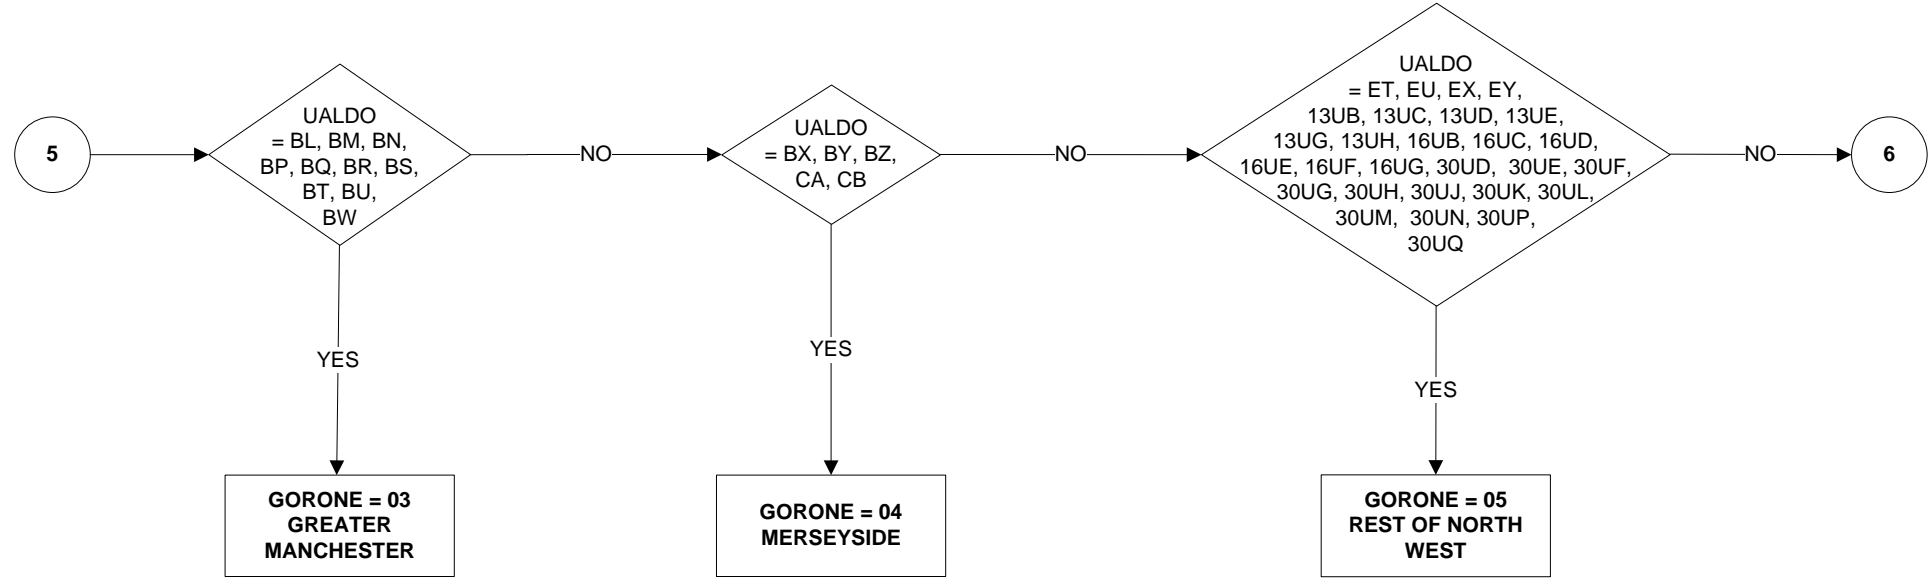 5
UALDO
= BL, BM, BN,
BP, BQ, BR, BS,
BT, BU,
BW
NO
UALDO
= BX, BY, BZ,
CA, CB
NO
UALDO
= ET, EU, EX, EY,
13UB, 13UC, 13UD, 13UE,
13UG, 13UH, 16UB, 16UC, 16UD,
16UE, 16UF, 16UG, 30UD, 30UE, 30UF,
30UG, 30UH, 30UJ, 30UK, 30UL,
30UM, 30UN, 30UP,
30UQ
NO
6
YES
YES
YES
GORONE = 03
GREATER
MANCHESTER
GORONE = 04
MERSEYSIDE
GORONE = 05
REST OF NORTH
WEST